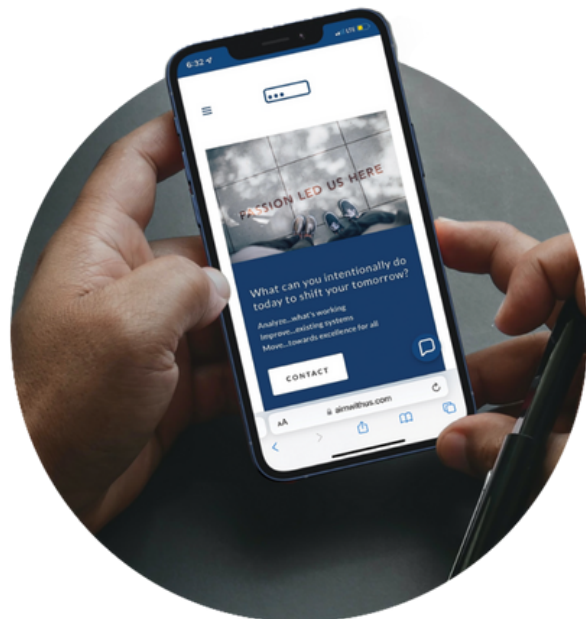 6:32
LTE
PASSION LED US HERE
What can you intentionally do
today to shift your tomorrow?
Analyze...what's working
Improve...existing systems
Move...towards excellence for all
CONTACT
AA
aimwithus.com